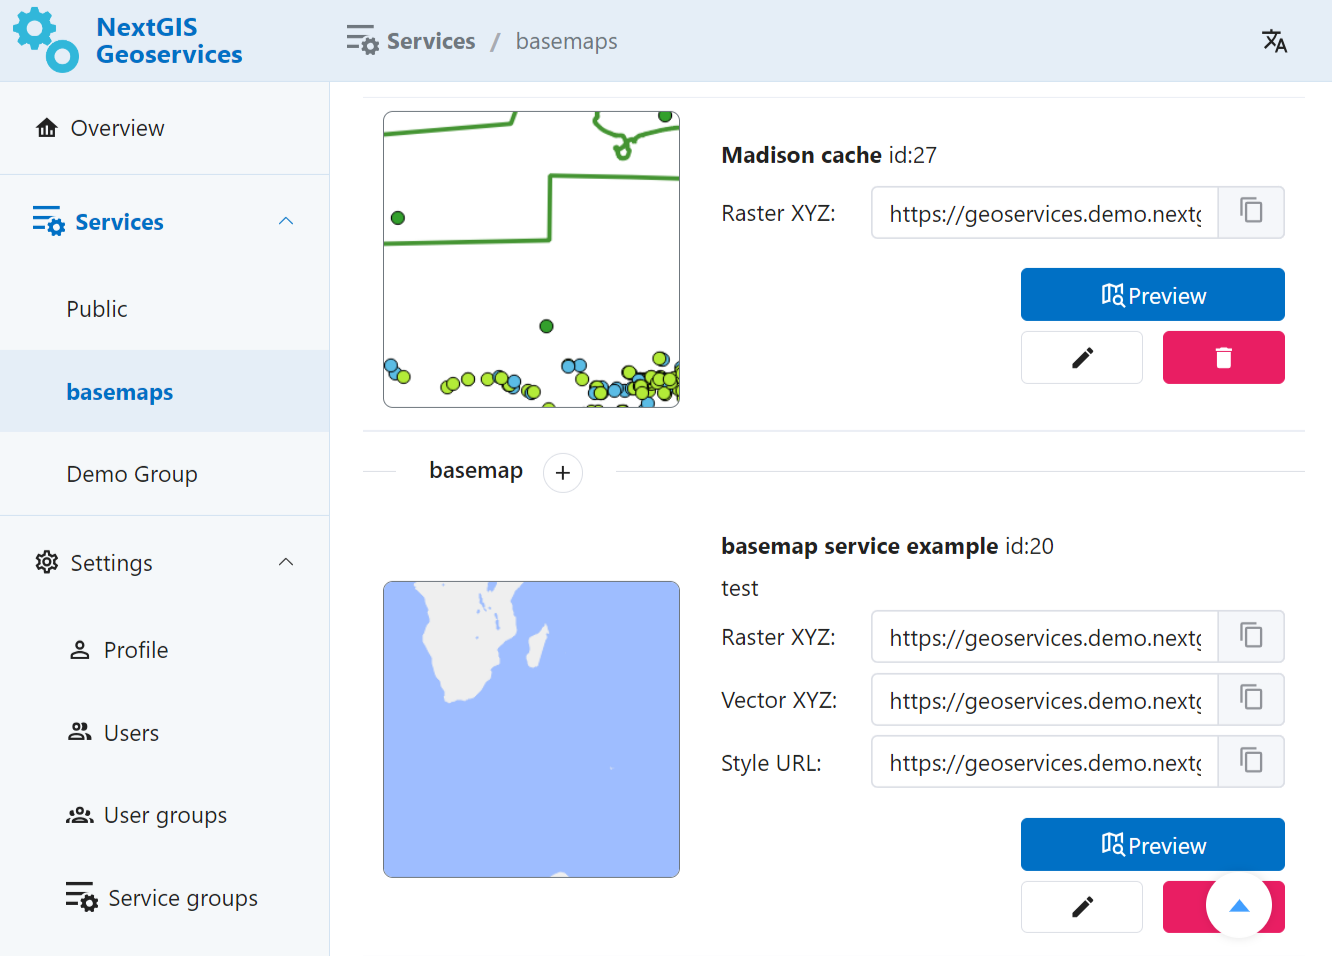 NextGIS
Geoservices
Services / basemaps
Overview
Services
Public
basemaps
Demo Group
Settings
Profile
Users
User groups
Service groups
Madison cache id:27
Raster XYZ: https://geoservices.demo.nextg
Preview
basemap +
basemap service example id:20
test
Raster XYZ: https://geoservices.demo.nextg
Vector XYZ: https://geoservices.demo.nextg
Style URL: https://geoservices.demo.nextg
Preview